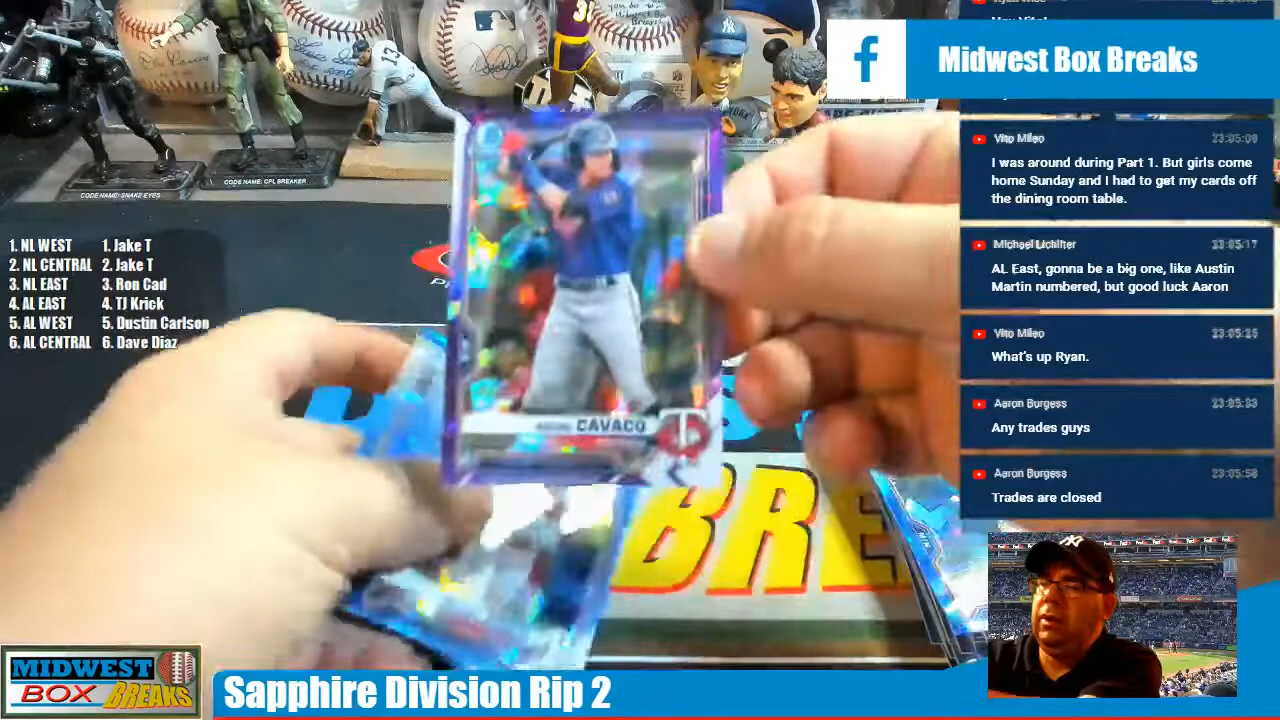 Midwest Box Breaks
Vito Mileo 23:05:09
I was around during Part 1. But girls come
home Sunday and I had to get my cards off
the dining room table.
Michael Lichliter 23:05:17
AL East, gonna be a big one, like Austin
Martin numbered, but good luck Aaron
Vito Mileo 23:05:25
What's up Ryan.
Aaron Burgess 23:05:33
Any trades guys
Aaron Burgess 23:05:58
Trades are closed
CODE NAME: SNAKE EYES
CODE NAME: CPL BREAKER
1. NL WEST 1. Jake T
2. NL CENTRAL 2. Jake T
3. NL EAST 3. Ron Cad
4. AL EAST 4. TJ Krick
5. AL WEST 5. Dustin Carlson
6. AL CENTRAL 6. Dave Diaz
CAVACO
BRE
MIDWEST
BOX
BREAKS
Sapphire Division Rip 2